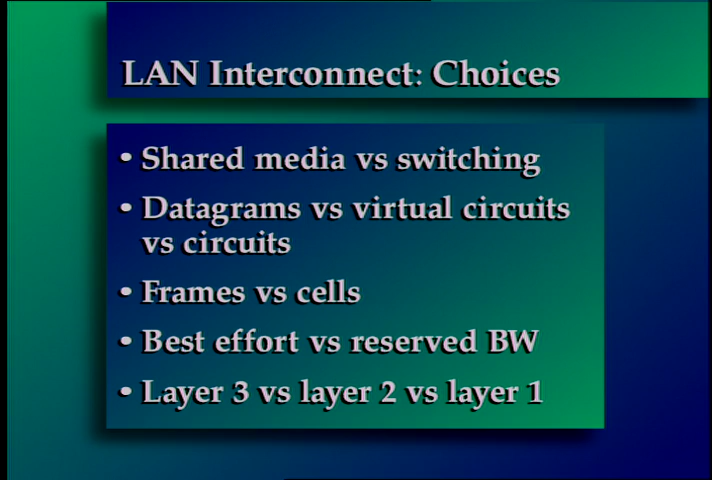 LAN Interconnect: Choices
• Shared media vs switching
• Datagrams vs virtual circuits
vs circuits
• Frames vs cells
• Best effort vs reserved BW
• Layer 3 vs layer 2 vs layer 1